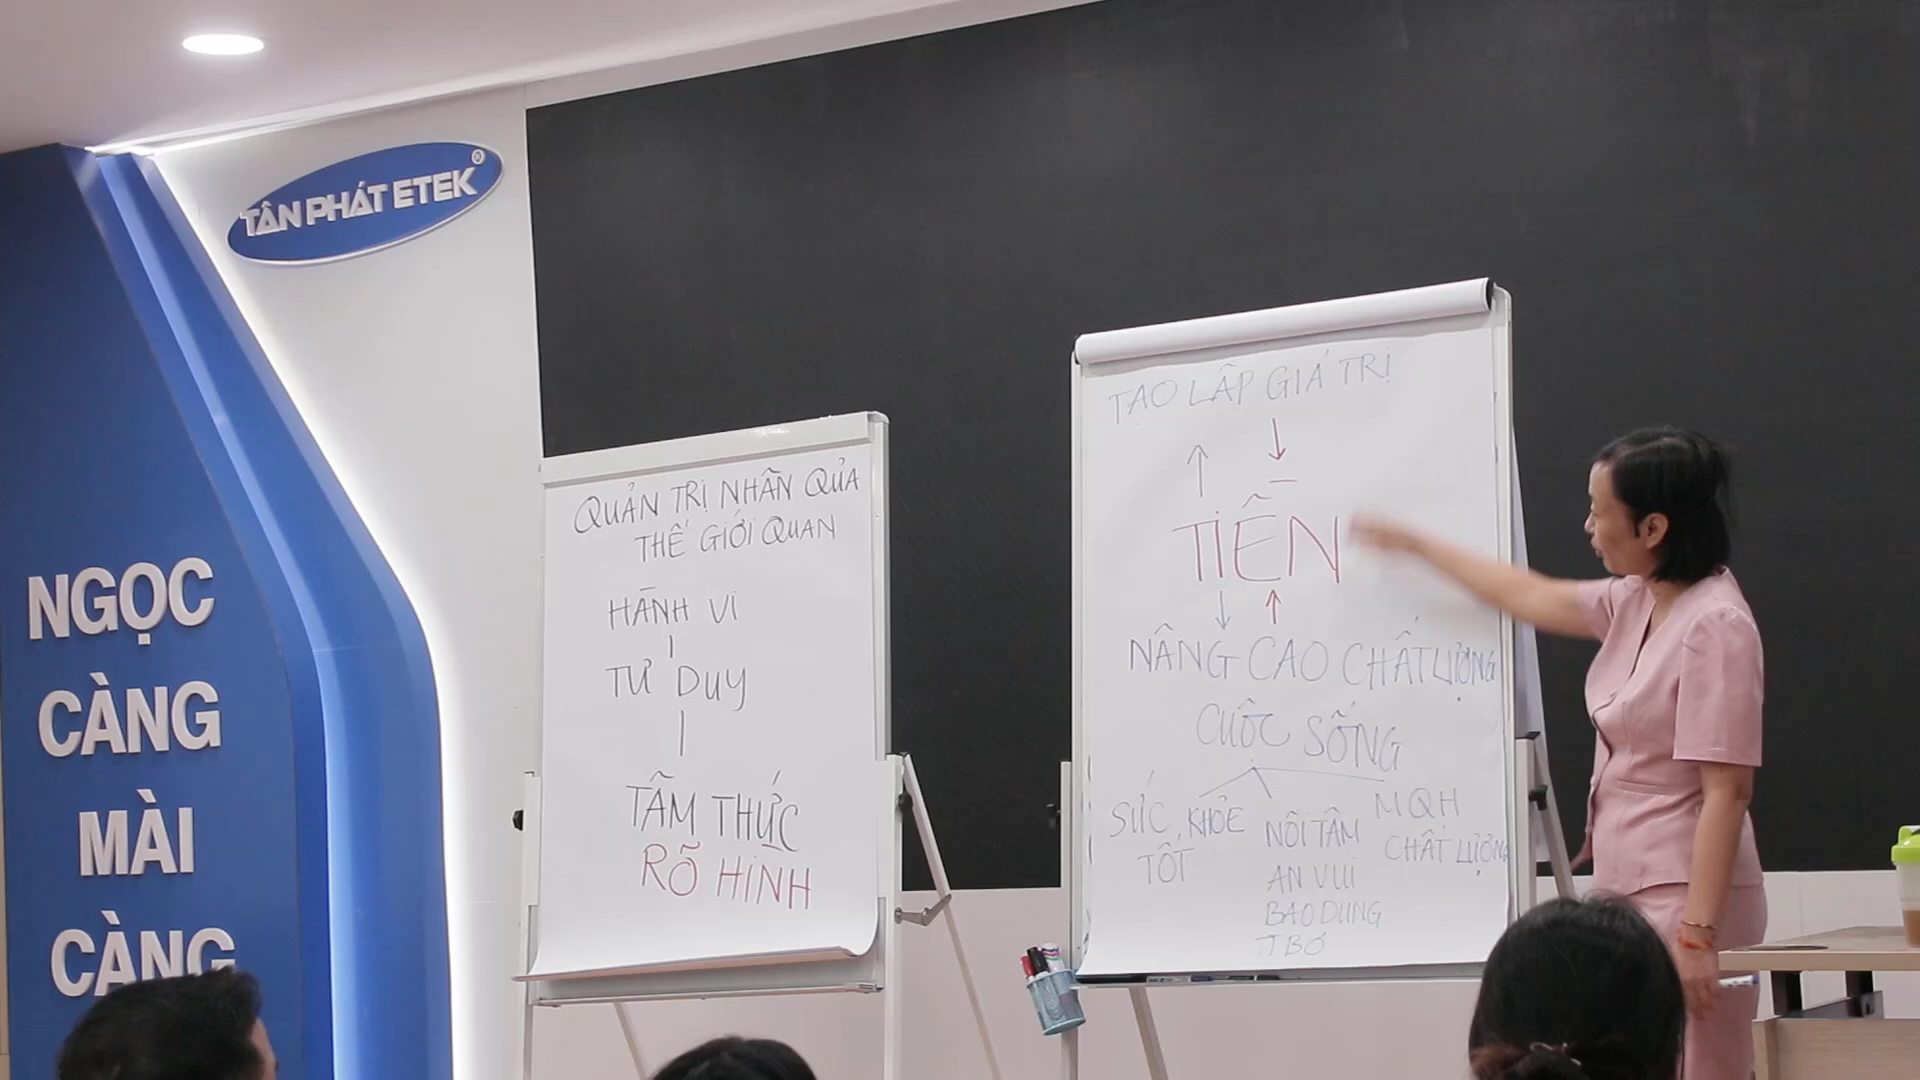 TÂN PHÁT ETEK®
NGỌC
CÀNG
MÀI
CÀNG
QUẢN TRỊ NHÂN QUẢ
THẾ GIỚI QUAN
HÀNH VI
TƯ DUY
TÂM THỨC
RÕ HÌNH
TẠO LẬP GIÁ TRỊ
TIỀN
NÂNG CAO CHẤT LƯỢNG
CUỘC SỐNG
SỨC KHỎE
TỐT
NỘI TÂM
AN VUI
BAO DUNG
MQH
CHẤT LƯỢNG